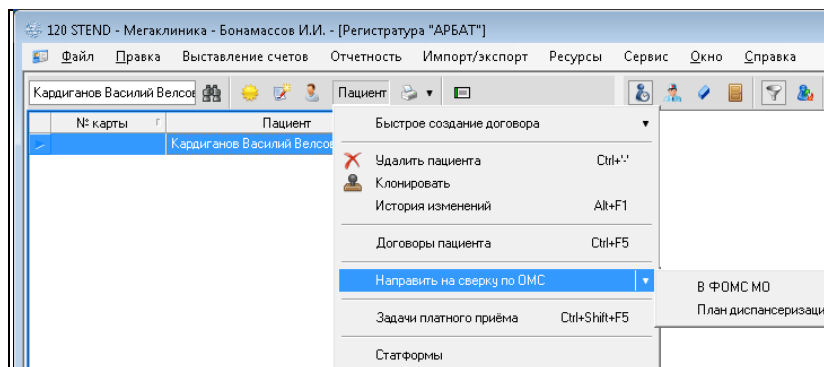 120 STEND - Мегаклиника - Бонамассов И.И. - [Регистратура "АРБАТ"]
Файл Правка Выставление счетов Отчетность Импорт/экспорт Ресурсы Сервис Окно Справка
Кардиганов Василий Велсов Пациент
№ карты Пациент
Кардиганов Василий Велсов
Быстрое создание договора
Удалить пациента Ctrl+'-'
Клонировать
История изменений Alt+F1
Договоры пациента Ctrl+F5
Направить на сверку по ОМС
В ФОМС МО
План диспансеризаци
Задачи платного приёма Ctrl+Shift+F5
Статформы